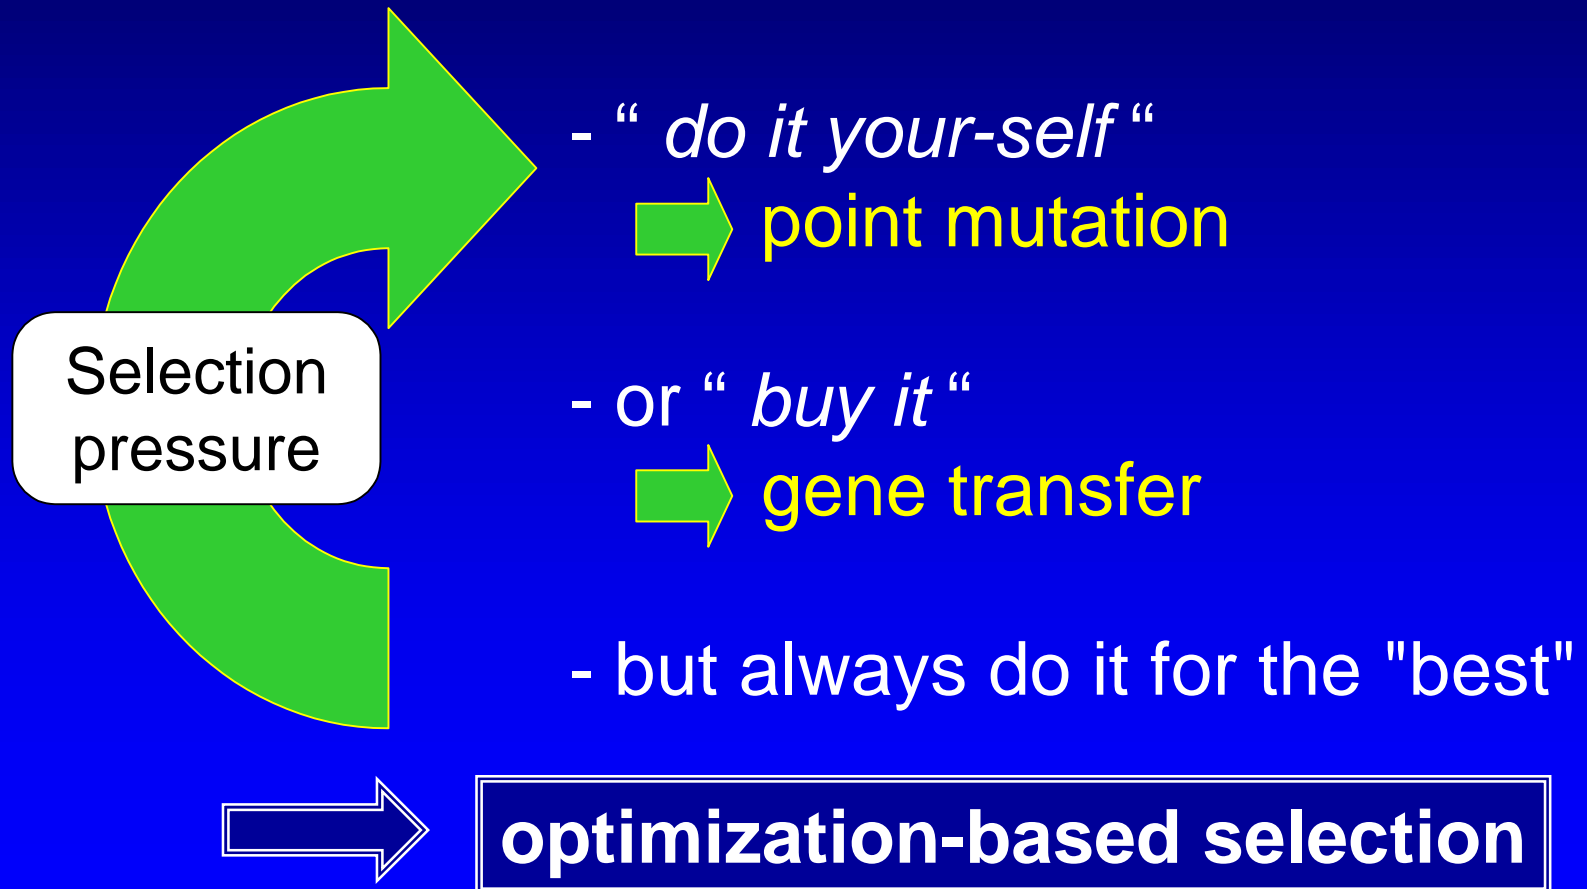 - “ do it your-self “
point mutation
Selection
pressure
- or “ buy it “
gene transfer
- but always do it for the "best"
optimization-based selection